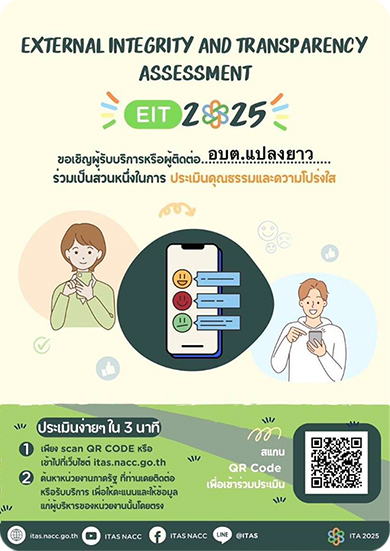 EXTERNAL INTEGRITY AND TRANSPARENCY
ASSESSMENT
EIT 2025
ขอเชิญผู้รับบริการหรือผู้ติดต่อ...อบต.แปลงยาว......
ร่วมเป็นส่วนหนึ่งในการ ประเมินคุณธรรมและความโปร่งใส
ประเมินง่ายๆ ใน 3 นาที
1 เพียง scan QR CODE หรือ
เข้าไปที่เว็บไซต์ itas.nacc.go.th
2 ค้นหาหน่วยงานภาครัฐ ที่ท่านเคยติดต่อ
หรือรับบริการ เพื่อให้คะแนนและให้ข้อมูล
แก่ผู้บริหารของหน่วยงานนั้นโดยตรง
สแกน
QR Code
เพื่อเข้าร่วมประเมิน
itas.nacc.go.th ITAS NACC ITAS NACC LINE @ITAS ITA 2025